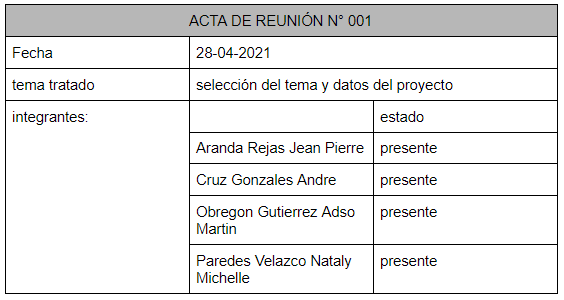 ACTA DE REUNIÓN N° 001
Fecha 28-04-2021
tema tratado selección del tema y datos del proyecto
integrantes: estado
Aranda Rejas Jean Pierre presente
Cruz Gonzales Andre presente
Obregon Gutierrez Adso presente
Martin
Paredes Velazco Nataly presente
Michelle